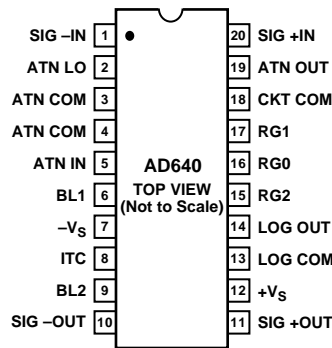 SIG –IN 1 20 SIG +IN
ATN LO 2 19 ATN OUT
ATN COM 3 18 CKT COM
ATN COM 4 17 RG1
ATN IN 5 16 RG0
AD640
BL1 6 TOP VIEW 15 RG2
(Not to Scale)
–VS 7 14 LOG OUT
ITC 8 13 LOG COM
BL2 9 12 +VS
SIG –OUT 10 11 SIG +OUT